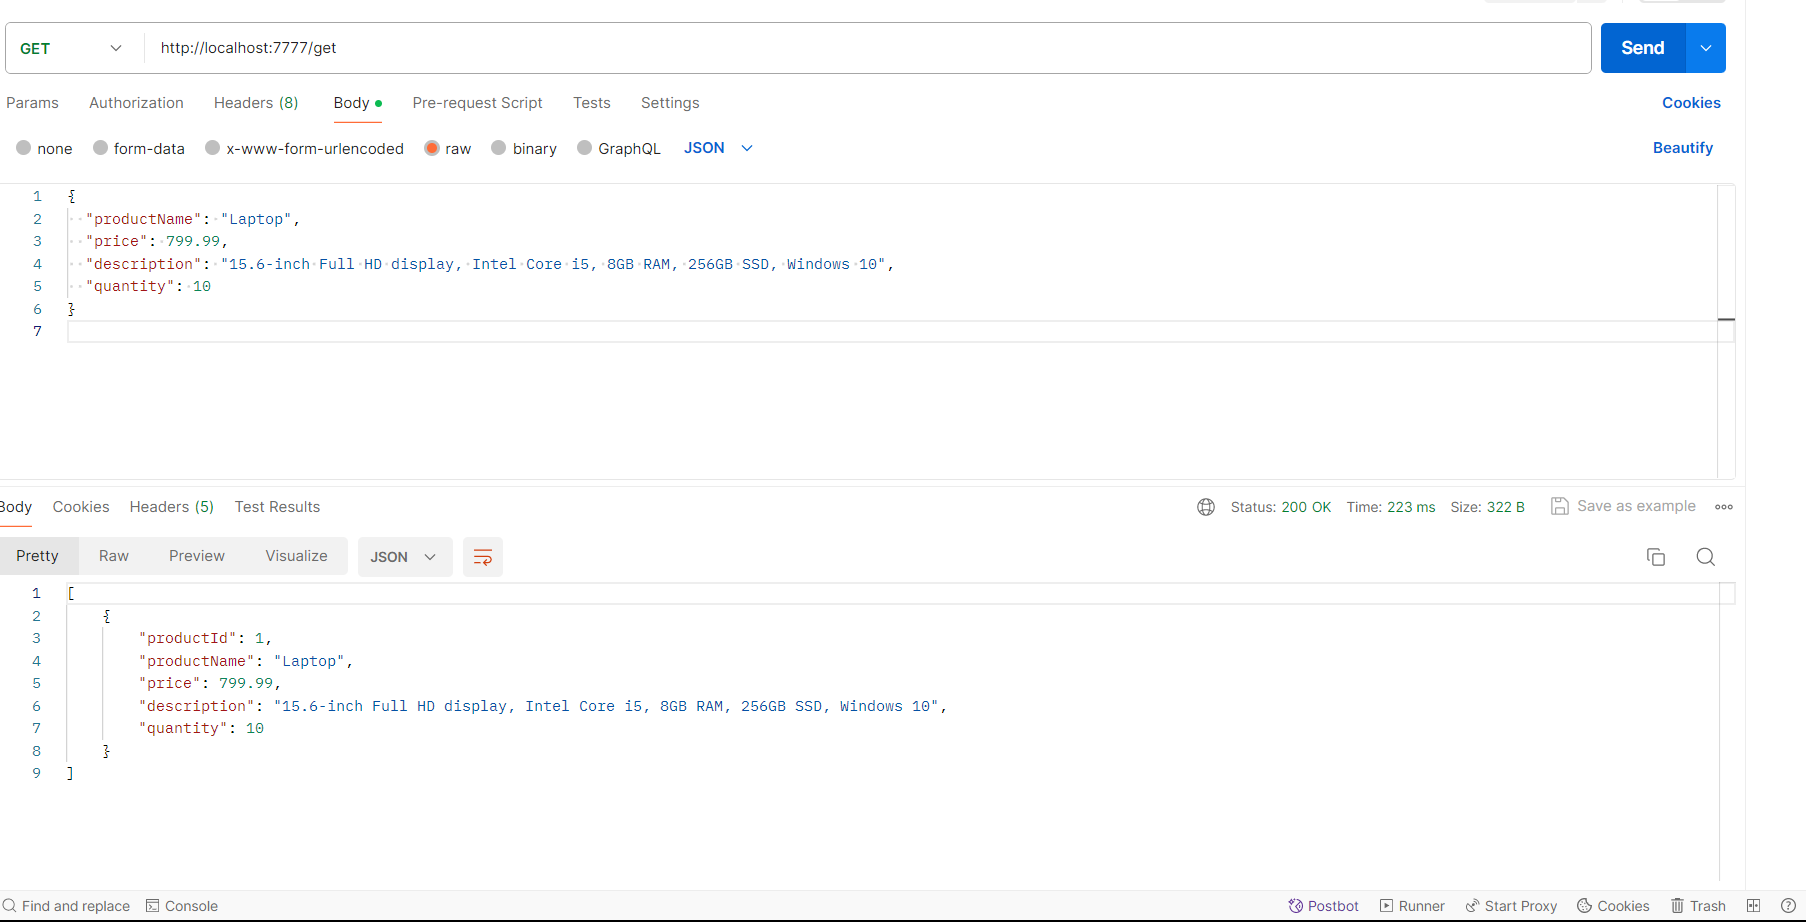 GET http://localhost:7777/get Send
Params Authorization Headers (8) Body Pre-request Script Tests Settings Cookies
none form-data x-www-form-urlencoded raw binary GraphQL JSON Beautify
1 {
2 "productName": "Laptop",
3 "price": 799.99,
4 "description": "15.6-inch Full HD display, Intel Core i5, 8GB RAM, 256GB SSD, Windows 10",
5 "quantity": 10
6 }
7
Body Cookies Headers (5) Test Results Status: 200 OK Time: 223 ms Size: 322 B Save as example
Pretty Raw Preview Visualize JSON
1 [
2 {
3 "productId": 1,
4 "productName": "Laptop",
5 "price": 799.99,
6 "description": "15.6-inch Full HD display, Intel Core i5, 8GB RAM, 256GB SSD, Windows 10",
7 "quantity": 10
8 }
9 ]
Find and replace Console Postbot Runner Start Proxy Cookies Trash